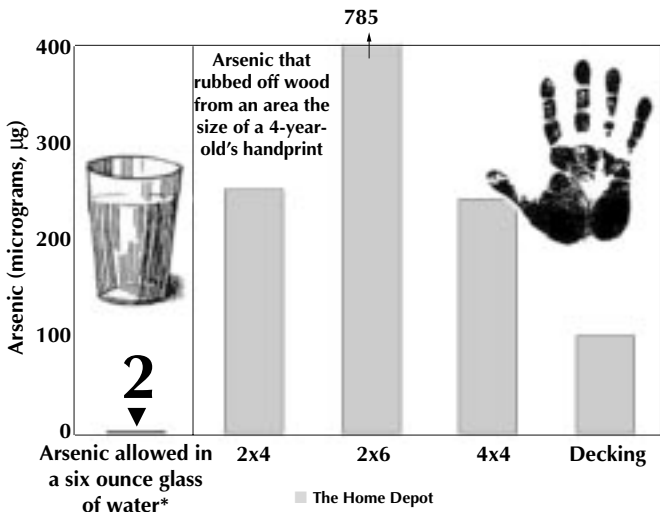 785
400
300
200
100
0
Arsenic (micrograms, µg)
Arsenic that
rubbed off wood
from an area the
size of a 4-year-
old's handprint
2
Arsenic allowed in
a six ounce glass
of water*
2x4
2x6
4x4
Decking
The Home Depot